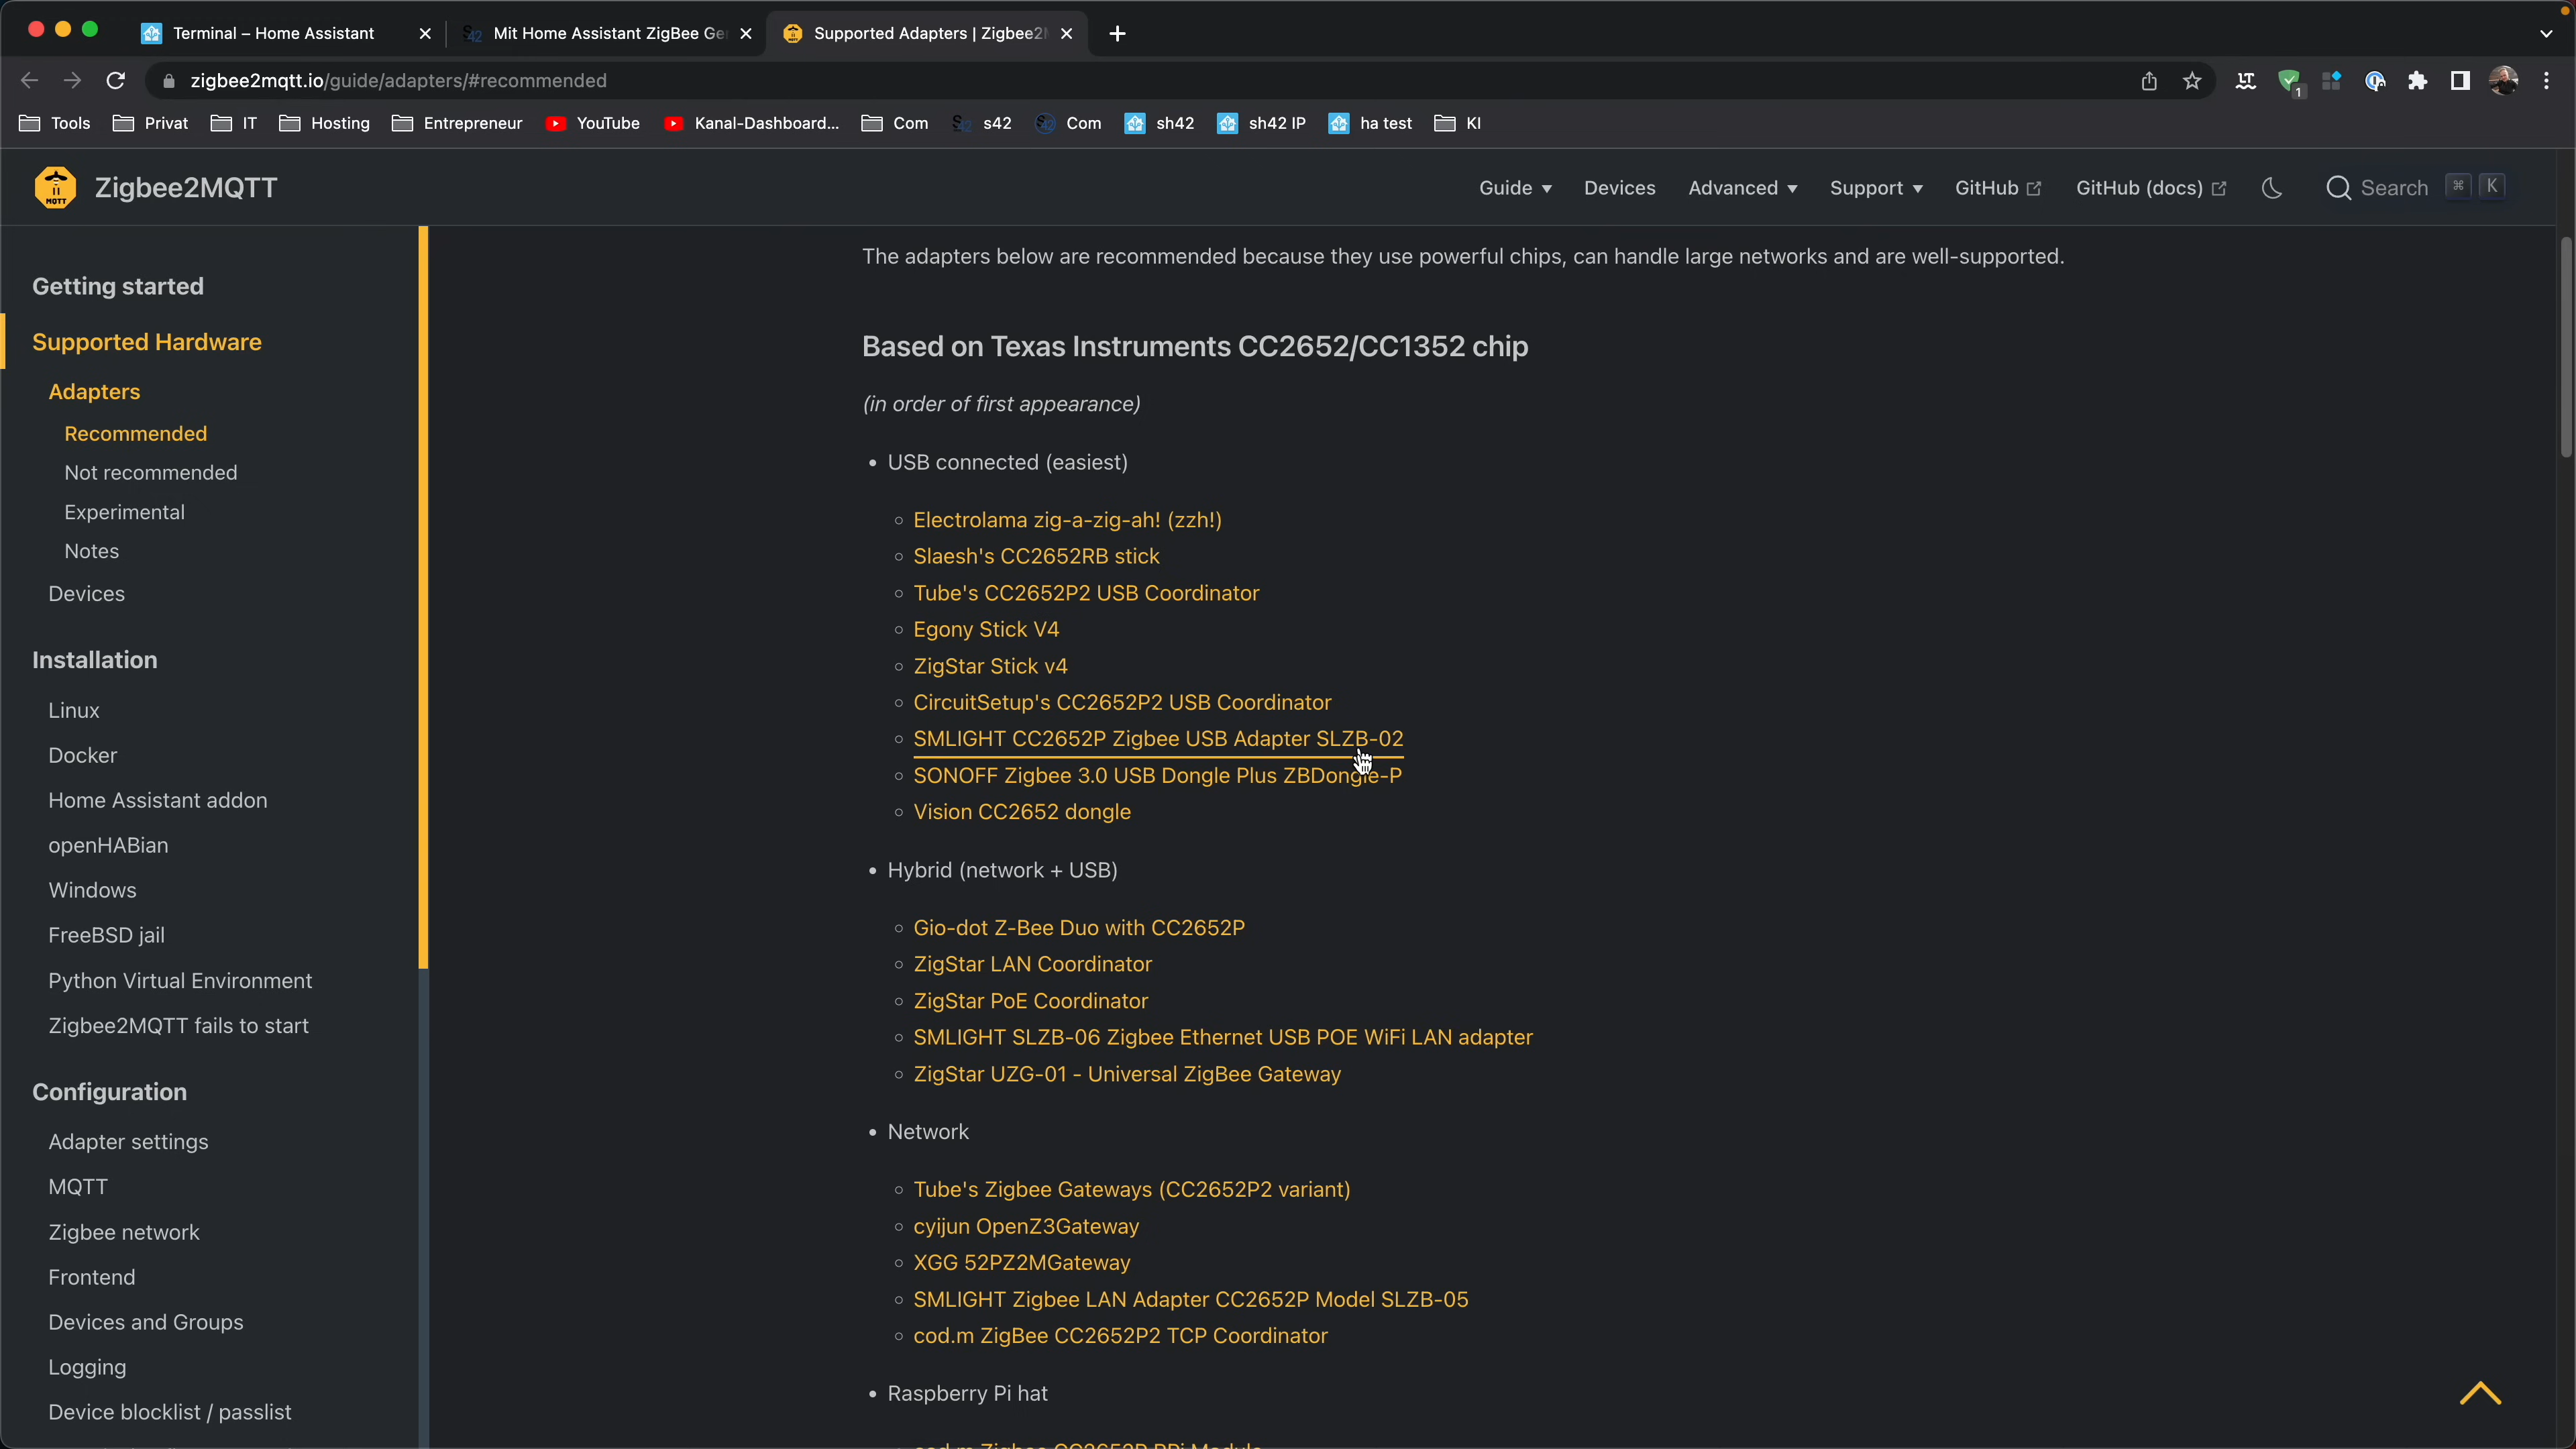 Terminal – Home Assistant
Mit Home Assistant ZigBee Ge
Supported Adapters | Zigbee2
zigbee2mqtt.io/guide/adapters/#recommended
1
Tools
Privat
IT
Hosting
Entrepreneur
YouTube
Kanal-Dashboard...
Com
s42
Com
sh42
sh42 IP
ha test
KI
MQTT
Zigbee2MQTT
Guide
Devices
Advanced
Support
GitHub
GitHub (docs)
Search ⌘ K
Getting started
Supported Hardware
Adapters
Recommended
Not recommended
Experimental
Notes
Devices
Installation
Linux
Docker
Home Assistant addon
openHABian
Windows
FreeBSD jail
Python Virtual Environment
Zigbee2MQTT fails to start
Configuration
Adapter settings
MQTT
Zigbee network
Frontend
Devices and Groups
Logging
Device blocklist / passlist
The adapters below are recommended because they use powerful chips, can handle large networks and are well-supported.
Based on Texas Instruments CC2652/CC1352 chip
(in order of first appearance)
• USB connected (easiest)
Electrolama zig-a-zig-ah! (zzh!)
Slaesh's CC2652RB stick
Tube's CC2652P2 USB Coordinator
Egony Stick V4
ZigStar Stick v4
CircuitSetup's CC2652P2 USB Coordinator
SMLIGHT CC2652P Zigbee USB Adapter SLZB-02
SONOFF Zigbee 3.0 USB Dongle Plus ZBDongle-P
Vision CC2652 dongle
• Hybrid (network + USB)
Gio-dot Z-Bee Duo with CC2652P
ZigStar LAN Coordinator
ZigStar PoE Coordinator
SMLIGHT SLZB-06 Zigbee Ethernet USB POE WiFi LAN adapter
ZigStar UZG-01 - Universal ZigBee Gateway
• Network
Tube's Zigbee Gateways (CC2652P2 variant)
cyijun OpenZ3Gateway
XGG 52PZ2MGateway
SMLIGHT Zigbee LAN Adapter CC2652P Model SLZB-05
cod.m ZigBee CC2652P2 TCP Coordinator
• Raspberry Pi hat